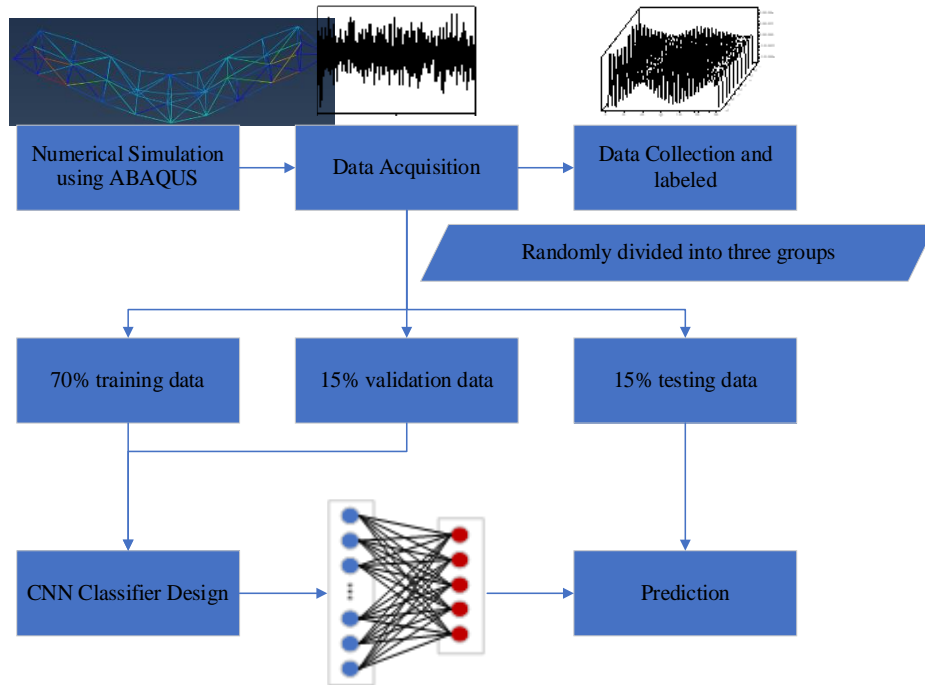 Numerical Simulation
using ABAQUS
Data Acquisition
Data Collection and
labeled
Randomly divided into three groups
70% training data
15% validation data
15% testing data
CNN Classifier Design
Prediction